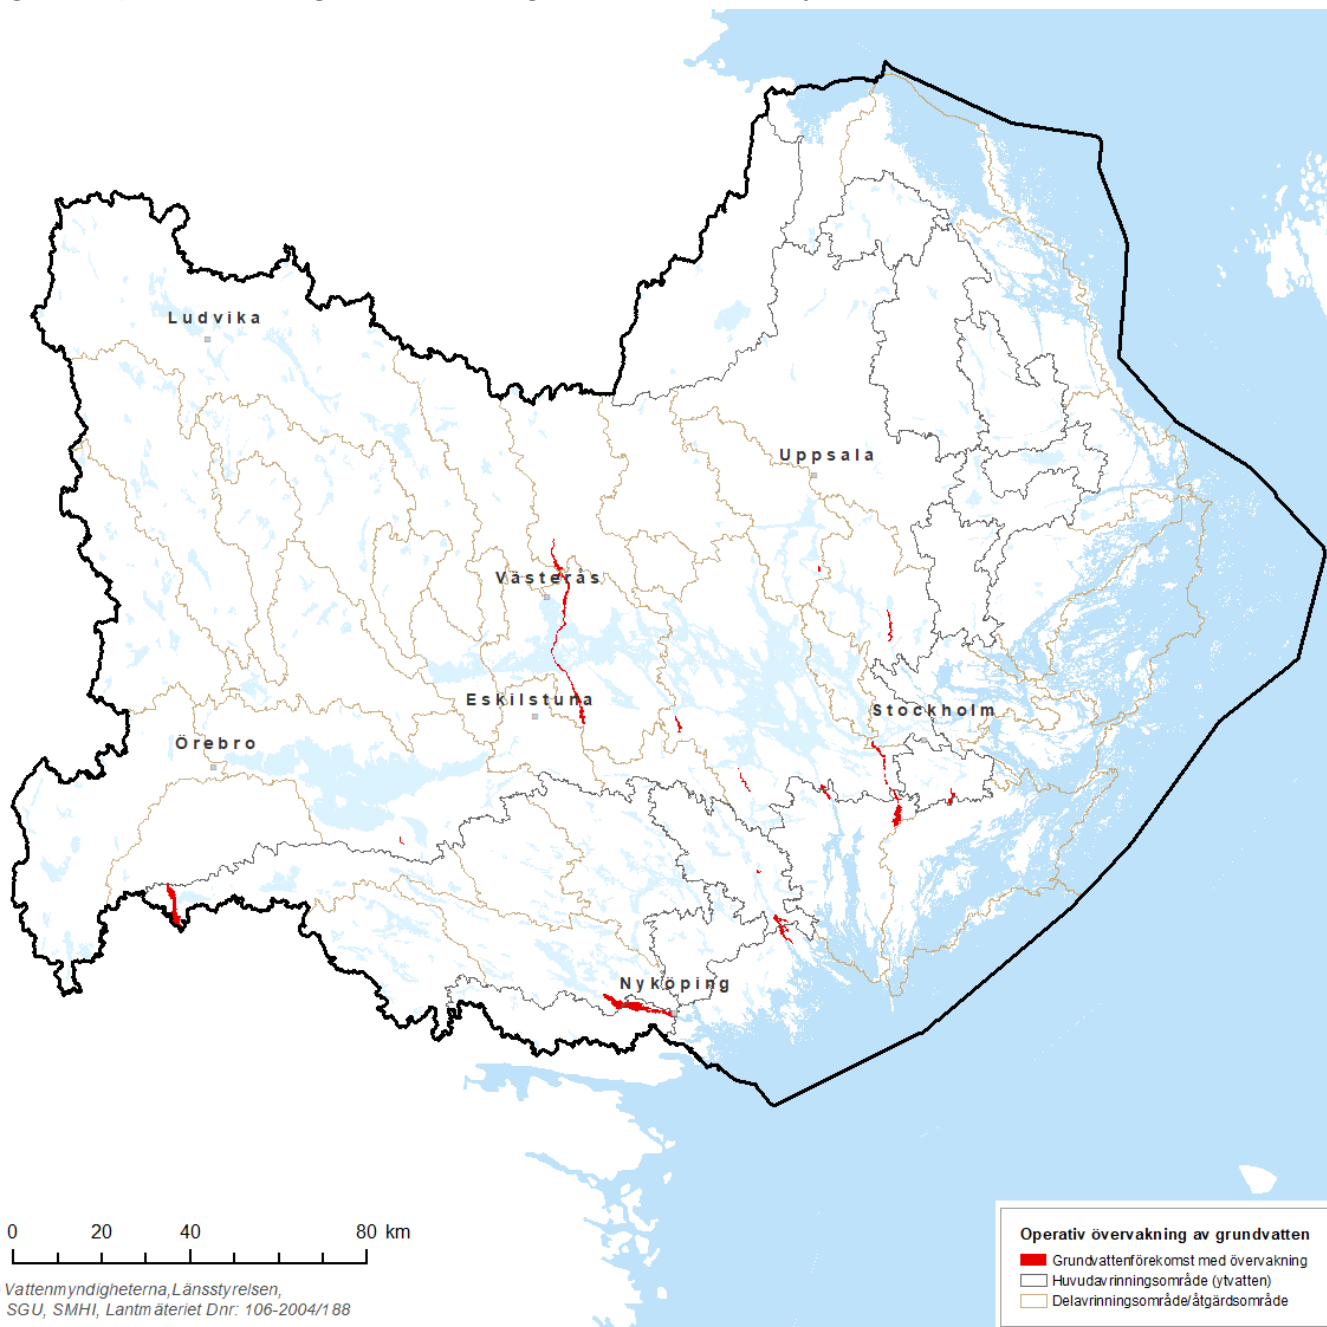 Ludvika
Uppsala
Västerås
Eskilstuna
Stockholm
Örebro
Nyköping
0 20 40 80 km
Vattenmyndigheterna,Länsstyrelsen,
SGU, SMHI, Lantmäteriet Dnr: 106-2004/188
Operativ övervakning av grundvatten
Grundvattenförekomst med övervakning
Huvudavrinningsområde (ytvatten)
Delavrinningsområde/åtgärdsområde